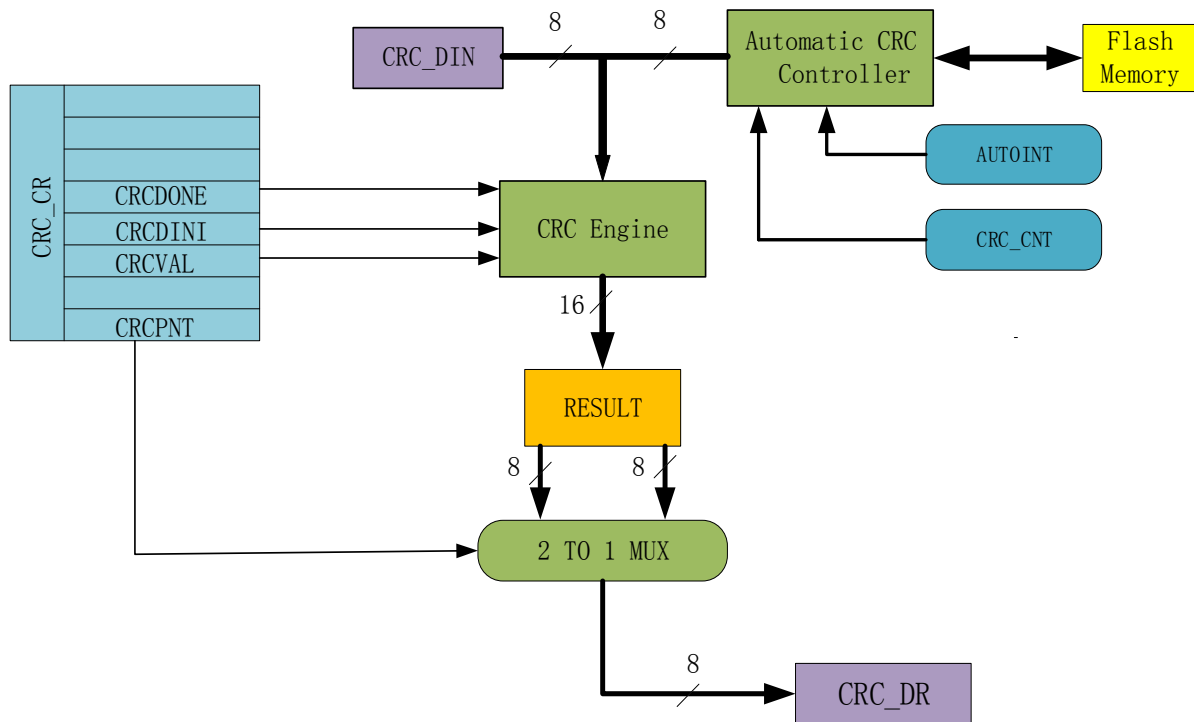 8
8
CRC_DIN
Automatic CRC
Controller
Flash
Memory
AUTOINT
CRC_CR
CRCDONE
CRCDINI
CRCVAL
CRCPNT
CRC Engine
CRC_CNT
16
RESULT
8
8
2 TO 1 MUX
8
CRC_DR